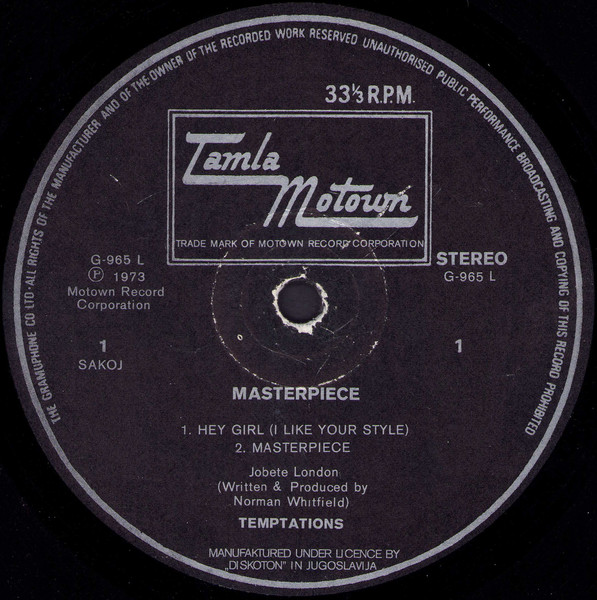 THE GRAMUPHONE CO LTD-ALL RIGHTS OF THE MANUFACTURER AND OF THE OWNER OF THE RECORDED WORK RESERVED UNAUTHORISED PUBLIC PERFORMANCE BROADCASTING AND COPYING OF THIS RECORD PROHIBITED
33⅓ R.P.M.
Tamla
Motown
TRADE MARK OF MOTOWN RECORD CORPORATION
G-965 L
℗ 1973
Motown Record
Corporation
STEREO
G-965 L
1
SAKOJ
1
MASTERPIECE
1. HEY GIRL (I LIKE YOUR STYLE)
2. MASTERPIECE
Jobete London
(Written & Produced by
Norman Whitfield)
TEMPTATIONS
MANUFAKTURED UNDER LICENCE BY
„DISKOTON" IN JUGOSLAVIJA